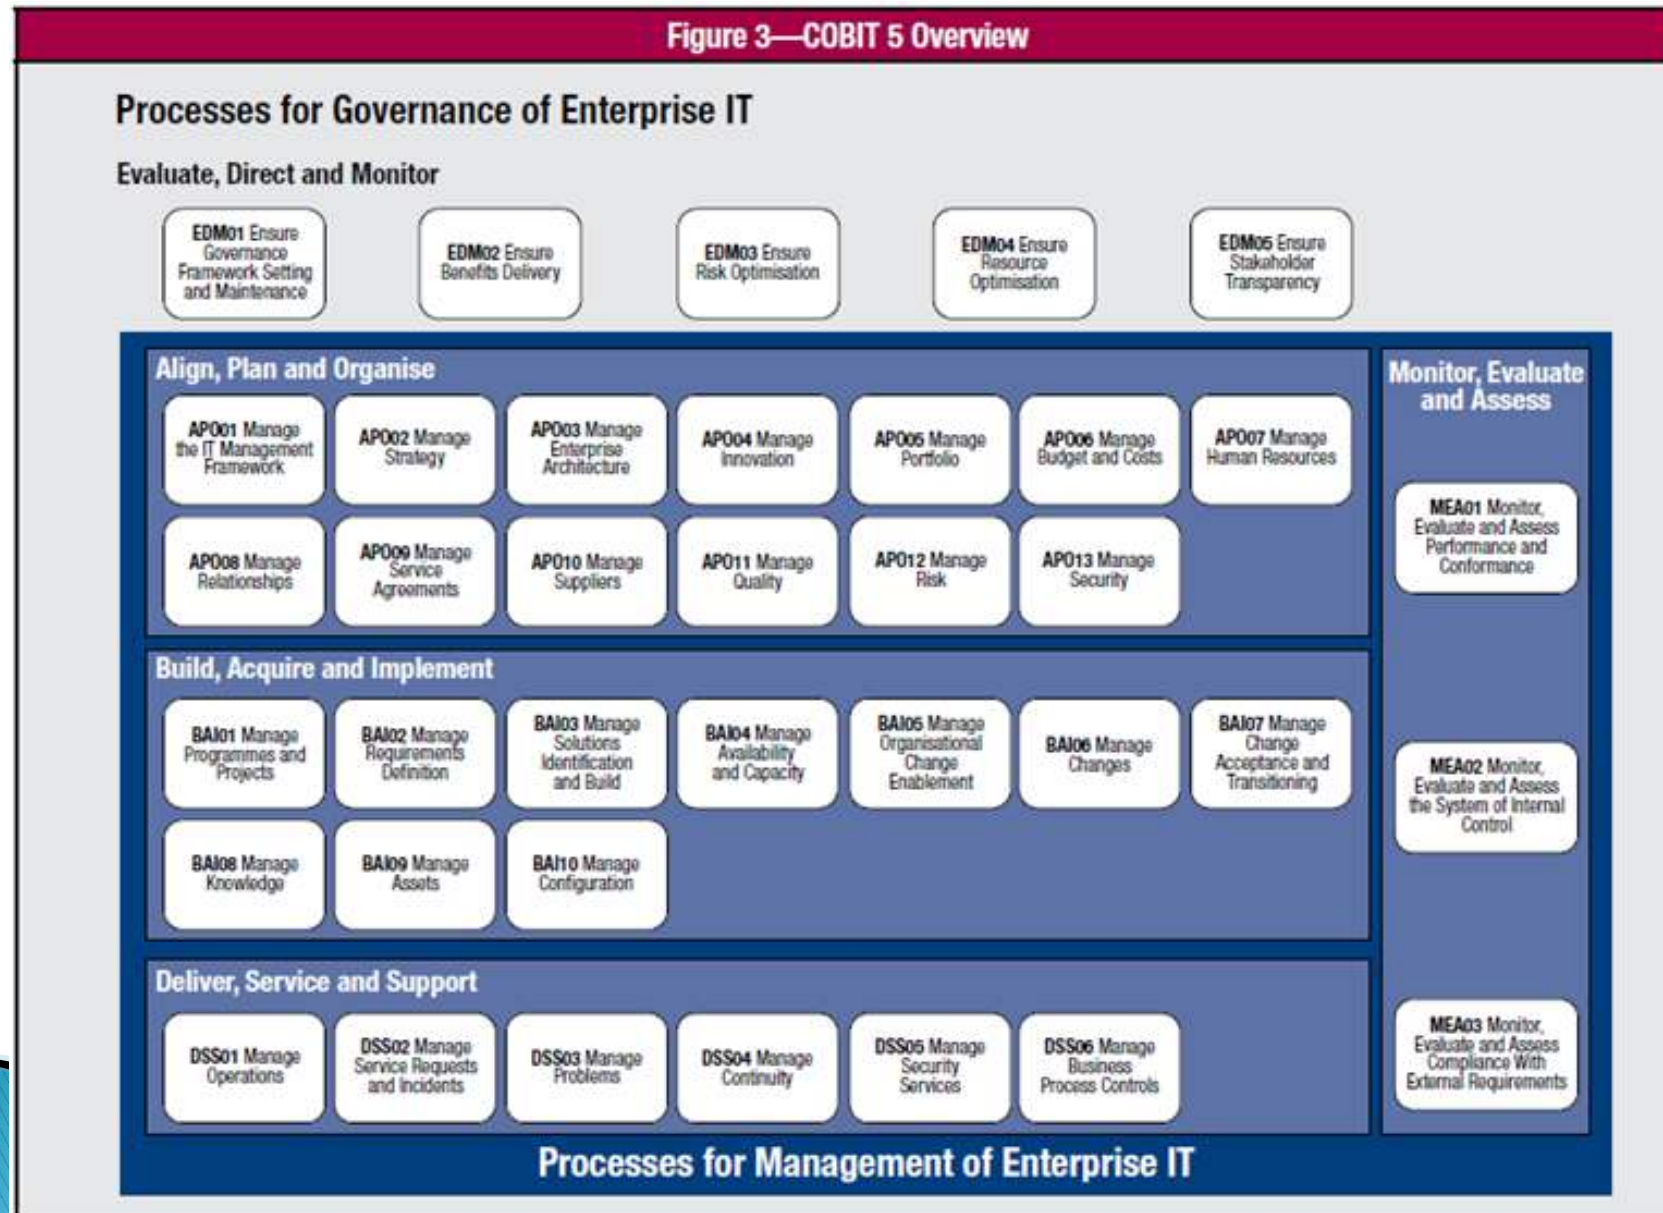 Figure 3—COBIT 5 Overview
Processes for Governance of Enterprise IT
Evaluate, Direct and Monitor
EDM01 Ensure
Governance
Framework Setting
and Maintenance
EDM02 Ensure
Benefits Delivery
EDM03 Ensure
Risk Optimisation
EDM04 Ensure
Resource
Optimisation
EDM05 Ensure
Stakeholder
Transparency
Align, Plan and Organise
APO01 Manage
the IT Management
Framework
APO02 Manage
Strategy
APO03 Manage
Enterprise
Architecture
APO04 Manage
Innovation
APO05 Manage
Portfolio
APO06 Manage
Budget and Costs
APO07 Manage
Human Resources
APO08 Manage
Relationships
APO09 Manage
Service
Agreements
APO10 Manage
Suppliers
APO11 Manage
Quality
APO12 Manage
Risk
APO13 Manage
Security
Build, Acquire and Implement
BAI01 Manage
Programmes and
Projects
BAI02 Manage
Requirements
Definition
BAI03 Manage
Solutions
Identification
and Build
BAI04 Manage
Availability
and Capacity
BAI05 Manage
Organisational
Change
Enablement
BAI06 Manage
Changes
BAI07 Manage
Change
Acceptance and
Transitioning
BAI08 Manage
Knowledge
BAI09 Manage
Assets
BAI10 Manage
Configuration
Deliver, Service and Support
DSS01 Manage
Operations
DSS02 Manage
Service Requests
and Incidents
DSS03 Manage
Problems
DSS04 Manage
Continuity
DSS05 Manage
Security
Services
DSS06 Manage
Business
Process Controls
Monitor, Evaluate
and Assess
MEA01 Monitor,
Evaluate and Assess
Performance and
Conformance
MEA02 Monitor,
Evaluate and Assess
the System of Internal
Control
MEA03 Monitor,
Evaluate and Assess
Compliance With
External Requirements
Processes for Management of Enterprise IT